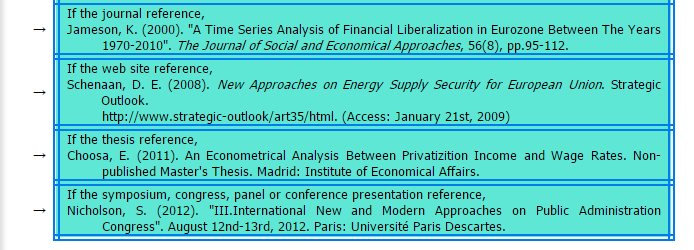 If the journal reference,
→ Jameson, K. (2000). "A Time Series Analysis of Financial Liberalization in Eurozone Between The Years
1970-2010". The Journal of Social and Economical Approaches, 56(8), pp.95-112.
If the web site reference,
Schenaan, D. E. (2008). New Approaches on Energy Supply Security for European Union. Strategic
→ Outlook.
http://www.strategic-outlook/art35/html. (Access: January 21st, 2009)
If the thesis reference,
→ Choosa, E. (2011). An Econometrical Analysis Between Privatizition Income and Wage Rates. Non-
published Master's Thesis. Madrid: Institute of Economical Affairs.
If the symposium, congress, panel or conference presentation reference,
→ Nicholson, S. (2012). "III.International New and Modern Approaches on Public Administration
Congress". August 12nd-13rd, 2012. Paris: Université Paris Descartes.